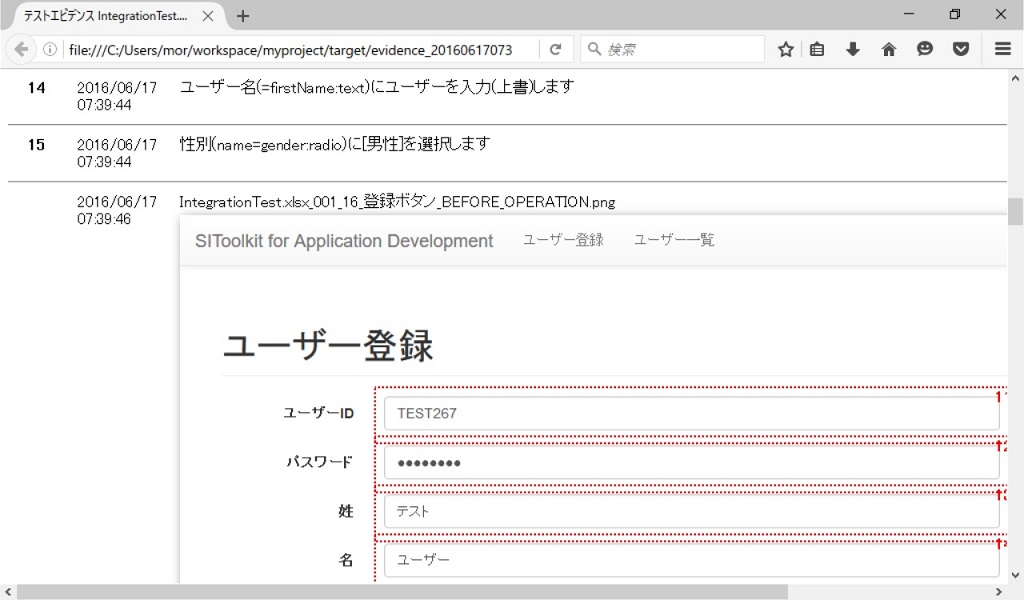 テストエビデンス IntegrationTest....
file:///C:/Users/mor/workspace/myproject/target/evidence_20160617073
検索
14 2016/06/17 ユーザー名(=firstName:text)にユーザーを入力(上書)します
07:39:44
15 2016/06/17 性別(name=gender:radio)に[男性]を選択します
07:39:44
2016/06/17 IntegrationTest.xlsx_001_16_登録ボタン_BEFORE_OPERATION.png
07:39:46
SIToolkit for Application Development ユーザー登録 ユーザー一覧
ユーザー登録
ユーザーID TEST267
パスワード ••••••••
姓 テスト
名 ユーザー